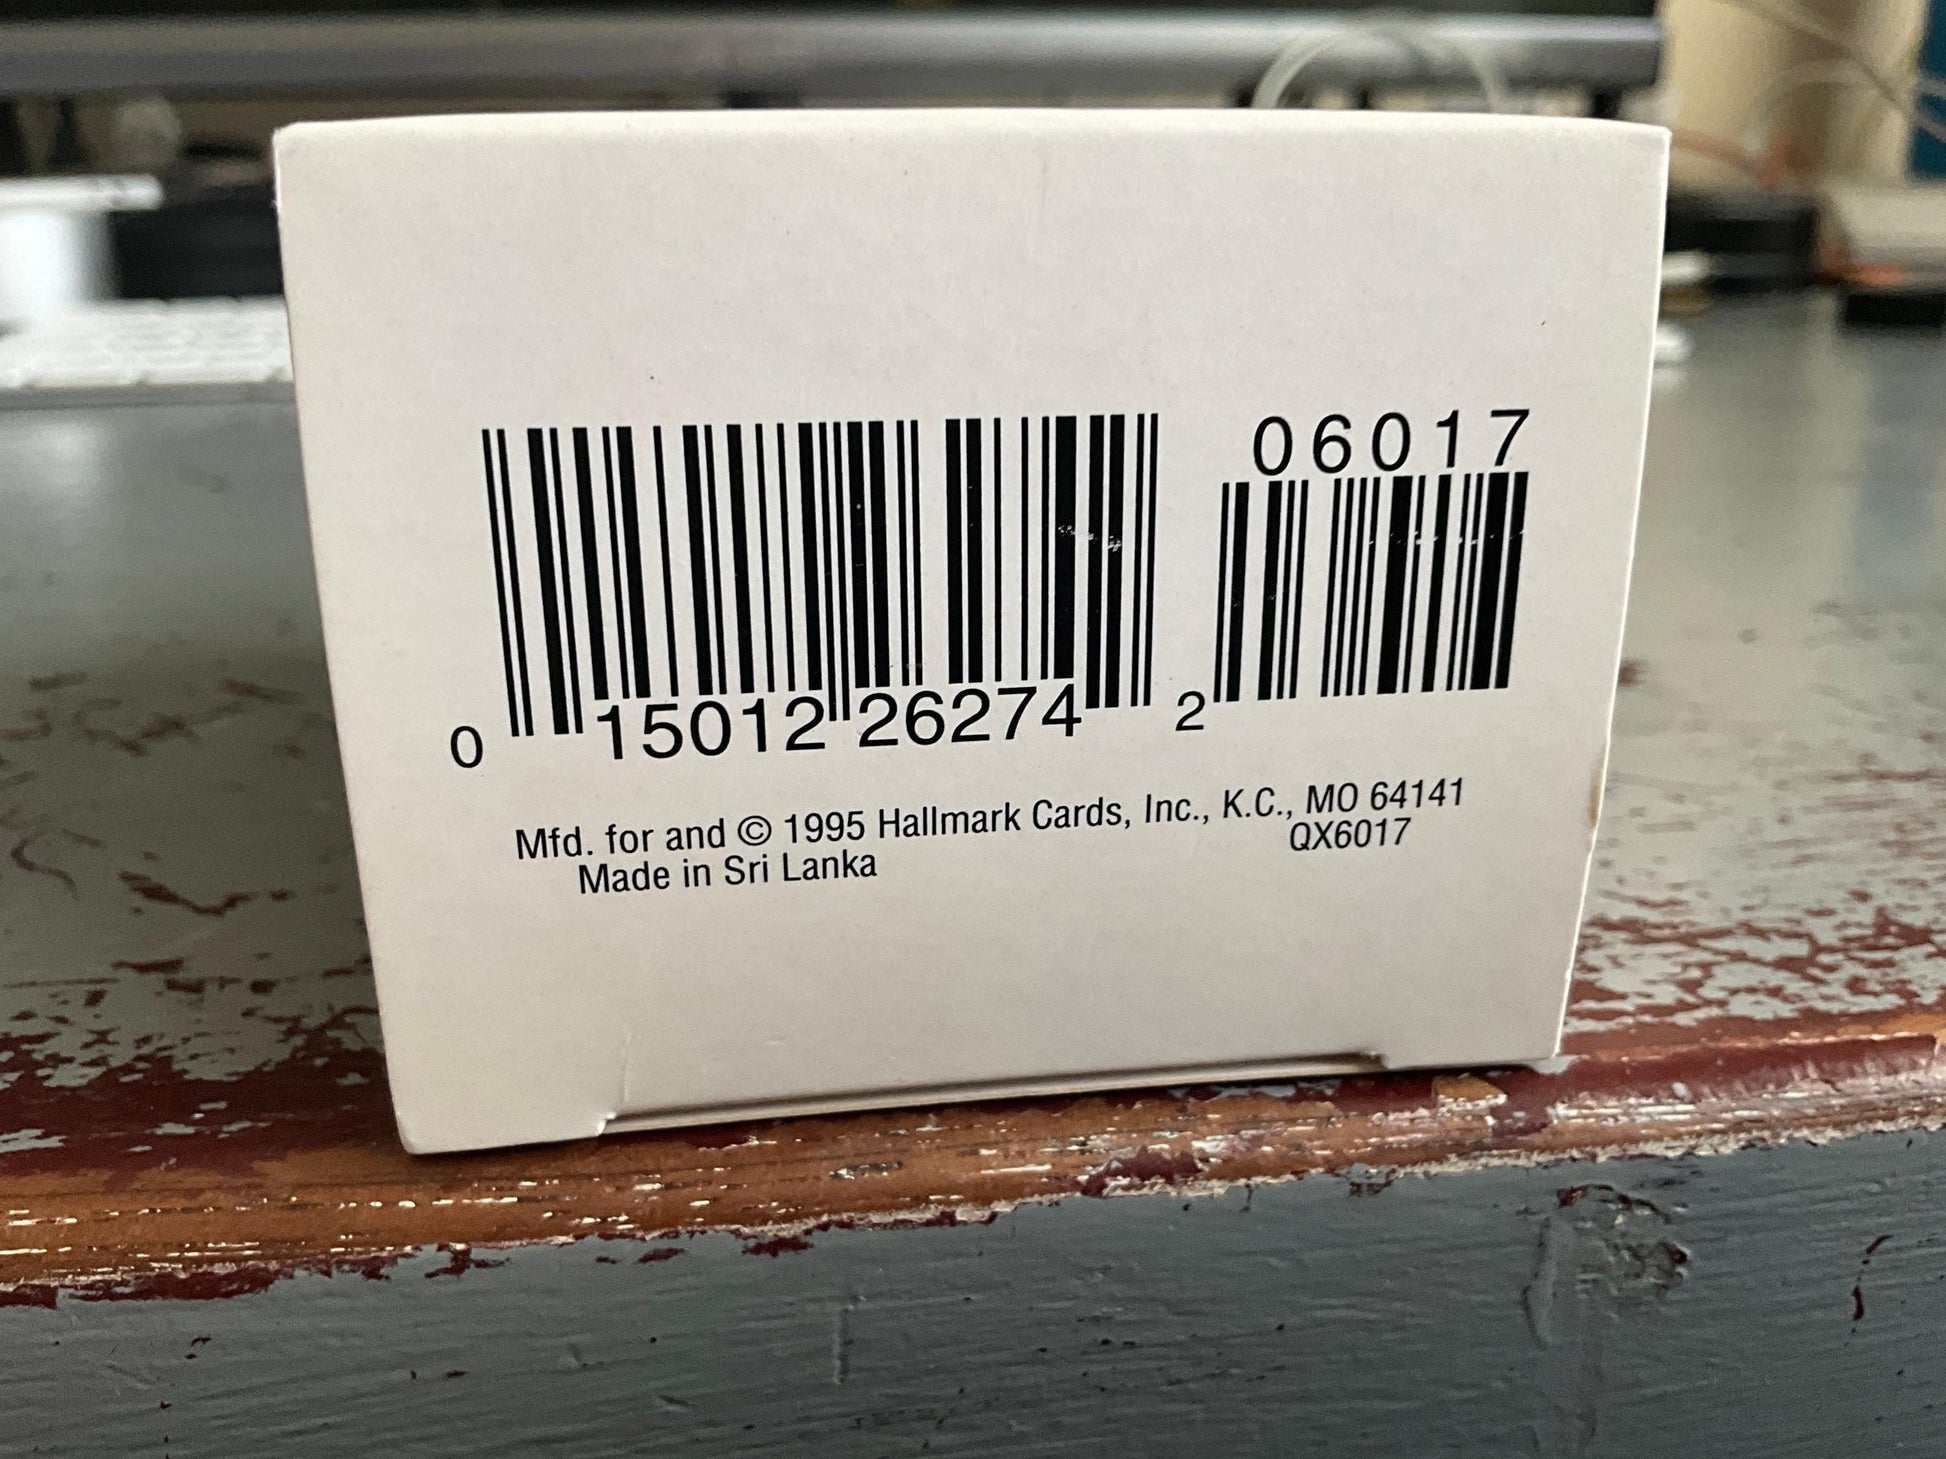 06017
0 15012 26274 2
Mfd. for and © 1995 Hallmark Cards, Inc., K.C., MO 64141
QX6017
Made in Sri Lanka